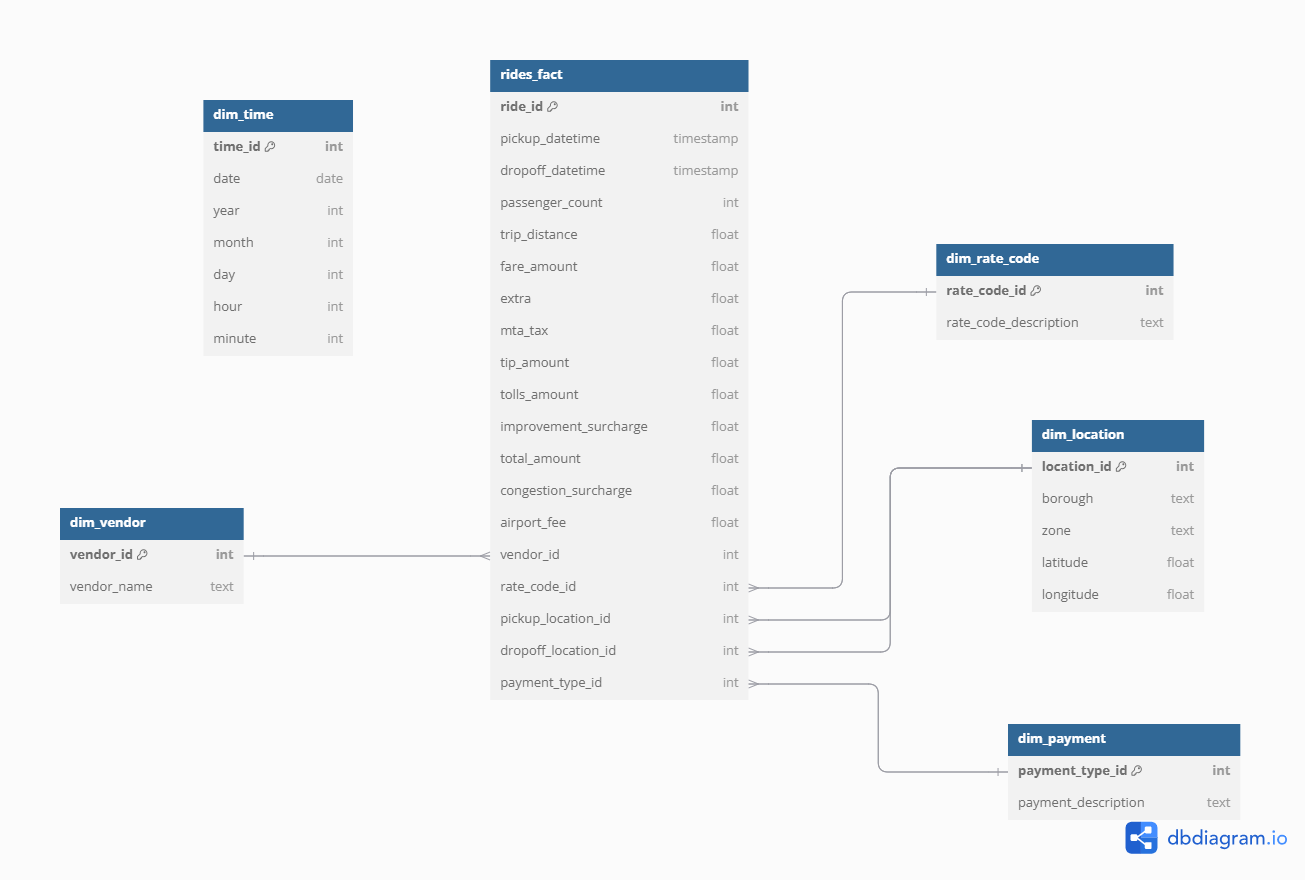 dim_time
time_id int
date date
year int
month int
day int
hour int
minute int
dim_vendor
vendor_id int
vendor_name text
rides_fact
ride_id int
pickup_datetime timestamp
dropoff_datetime timestamp
passenger_count int
trip_distance float
fare_amount float
extra float
mta_tax float
tip_amount float
tolls_amount float
improvement_surcharge float
total_amount float
congestion_surcharge float
airport_fee float
vendor_id int
rate_code_id int
pickup_location_id int
dropoff_location_id int
payment_type_id int
dim_rate_code
rate_code_id int
rate_code_description text
dim_location
location_id int
borough text
zone text
latitude float
longitude float
dim_payment
payment_type_id int
payment_description text
dbdiagram.io